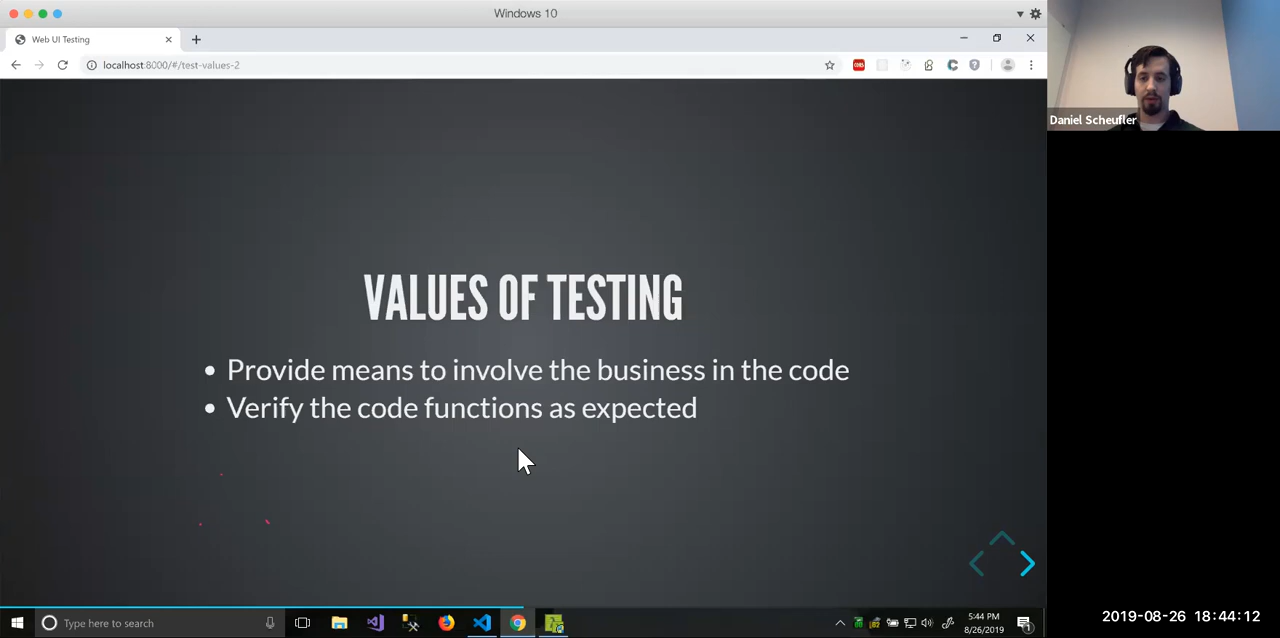 Windows 10
Web UI Testing
localhost:8000/#/test-values-2
Daniel Scheufler
VALUES OF TESTING
Provide means to involve the business in the code
Verify the code functions as expected
Type here to search
5:44 PM
8/26/2019
2019-08-26 18:44:12